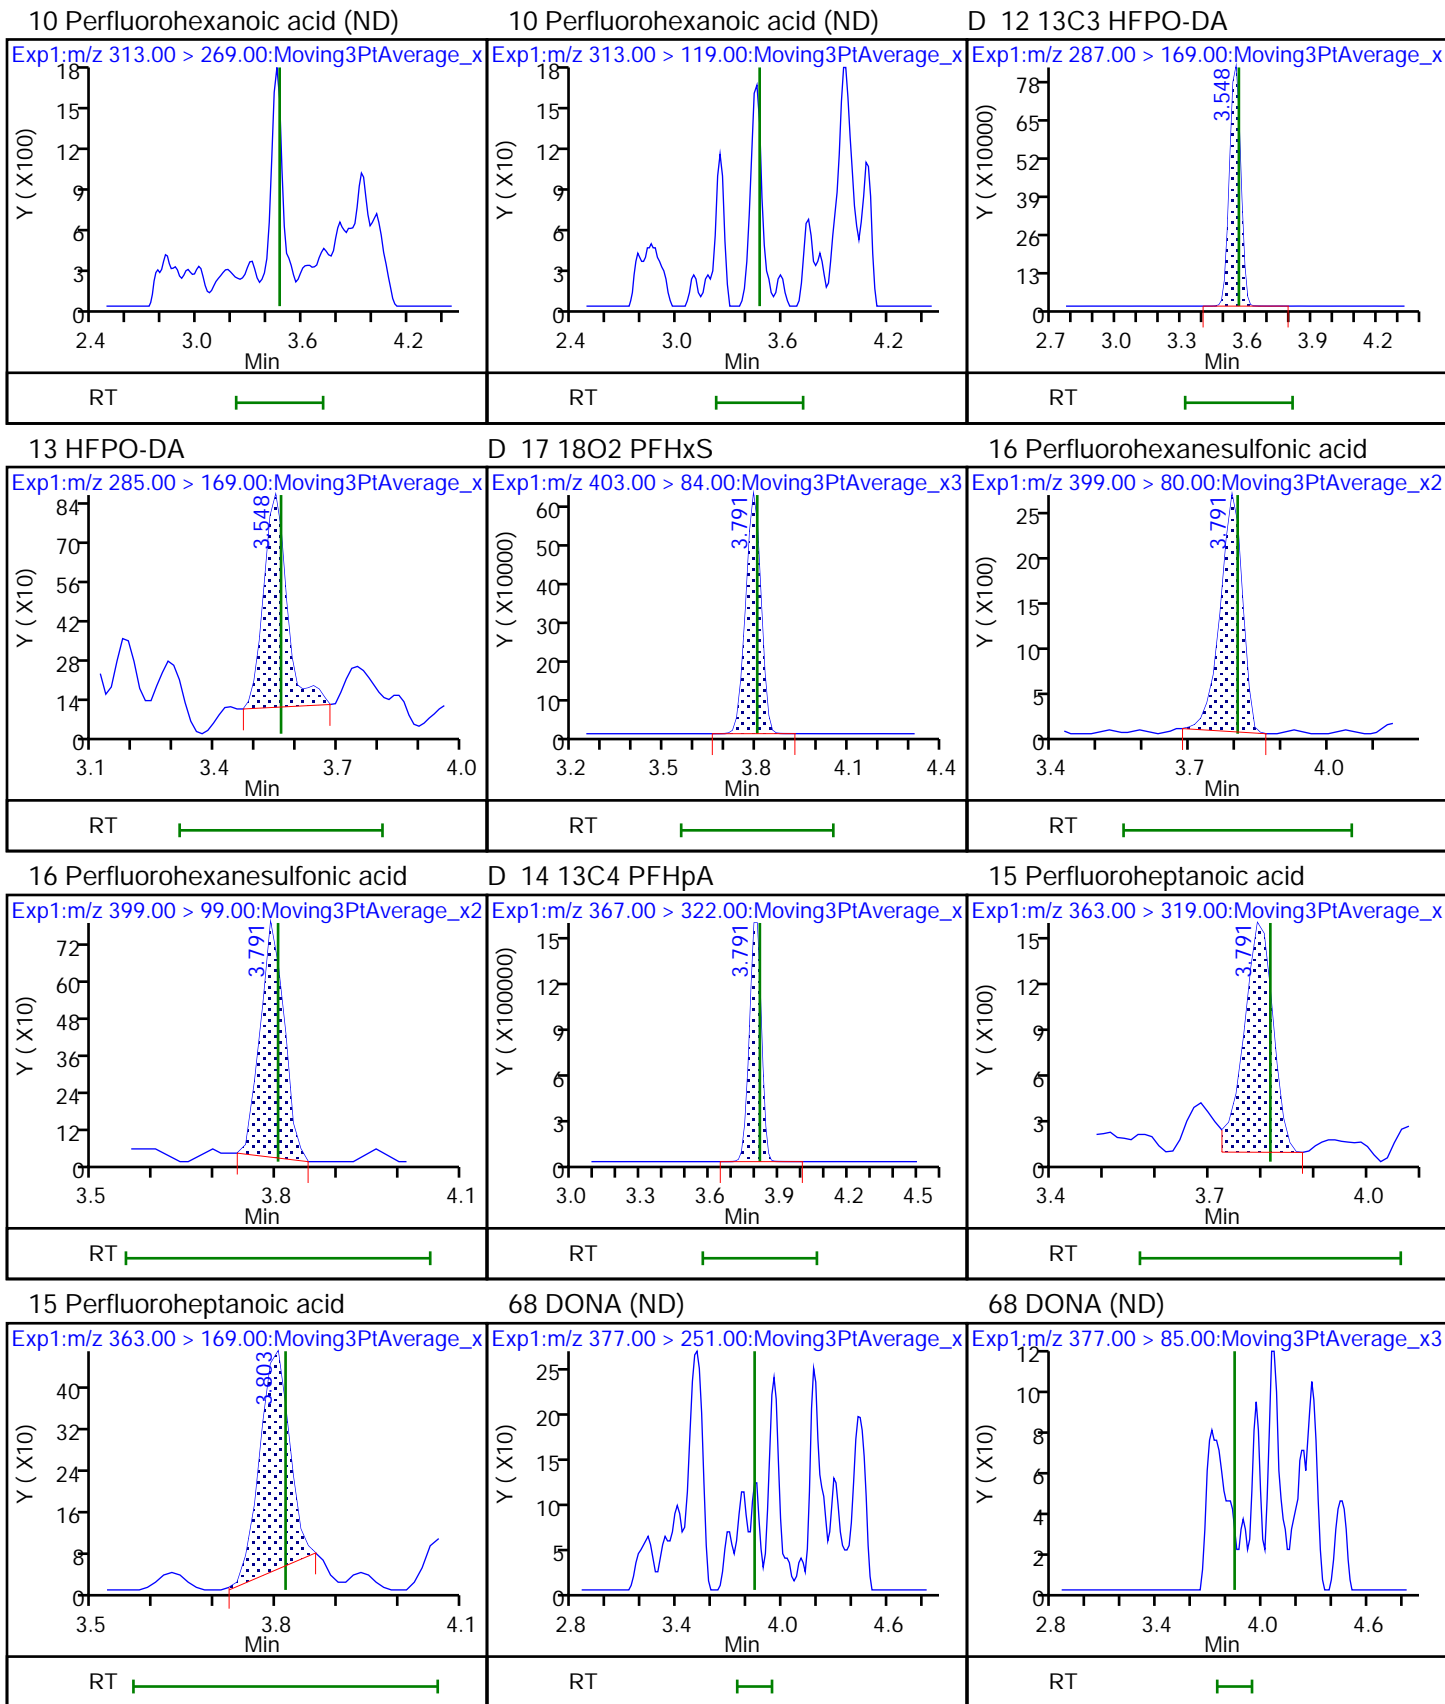 10 Perfluorohexanoic acid (ND)
Exp1:m/z 313.00 > 269.00:Moving3PtAverage_x
Y ( X100)
18
15
12
9
6
3
0
2.4 3.0 3.6 4.2
Min
RT
10 Perfluorohexanoic acid (ND)
Exp1:m/z 313.00 > 119.00:Moving3PtAverage_x
Y ( X10)
18
15
12
9
6
3
0
2.4 3.0 3.6 4.2
Min
RT
D 12 13C3 HFPO-DA
Exp1:m/z 287.00 > 169.00:Moving3PtAverage_x
3.548
Y ( X10000)
78
65
52
39
26
13
0
2.7 3.0 3.3 3.6 3.9 4.2
Min
RT
13 HFPO-DA
Exp1:m/z 285.00 > 169.00:Moving3PtAverage_x
3.548
Y ( X10)
84
70
56
42
28
14
0
3.1 3.4 3.7 4.0
Min
RT
D 17 18O2 PFHxS
Exp1:m/z 403.00 > 84.00:Moving3PtAverage_x3
3.791
Y ( X10000)
60
50
40
30
20
10
0
3.2 3.5 3.8 4.1 4.4
Min
RT
16 Perfluorohexanesulfonic acid
Exp1:m/z 399.00 > 80.00:Moving3PtAverage_x2
3.791
Y ( X100)
25
20
15
10
5
0
3.4 3.7 4.0
Min
RT
16 Perfluorohexanesulfonic acid
Exp1:m/z 399.00 > 99.00:Moving3PtAverage_x2
3.791
Y ( X10)
72
60
48
36
24
12
0
3.5 3.8 4.1
Min
RT
D 14 13C4 PFHpA
Exp1:m/z 367.00 > 322.00:Moving3PtAverage_x
3.791
Y ( X100000)
15
12
9
6
3
0
3.0 3.3 3.6 3.9 4.2 4.5
Min
RT
15 Perfluoroheptanoic acid
Exp1:m/z 363.00 > 319.00:Moving3PtAverage_x
3.791
Y ( X100)
15
12
9
6
3
0
3.4 3.7 4.0
Min
RT
15 Perfluoroheptanoic acid
Exp1:m/z 363.00 > 169.00:Moving3PtAverage_x
3.803
Y ( X10)
40
32
24
16
8
0
3.5 3.8 4.1
Min
RT
68 DONA (ND)
Exp1:m/z 377.00 > 251.00:Moving3PtAverage_x
Y ( X10)
25
20
15
10
5
0
2.8 3.4 4.0 4.6
Min
RT
68 DONA (ND)
Exp1:m/z 377.00 > 85.00:Moving3PtAverage_x3
Y ( X10)
12
10
8
6
4
2
0
2.8 3.4 4.0 4.6
Min
RT